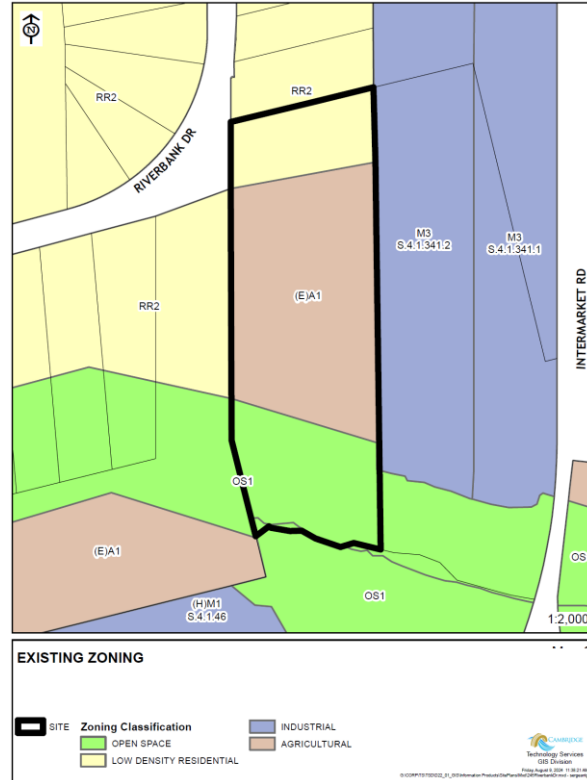 RR2
RR2
RIVERBANK DR
M3
S.4.1.341.2
M3
S.4.1.341.1
INTERMARKET RD
(E)A1
RR2
OS1
(E)A1
OS
OS1
(H)M1
S.4.1.46
1:2,000
EXISTING ZONING
SITE
Zoning Classification
OPEN SPACE
LOW DENSITY RESIDENTIAL
INDUSTRIAL
AGRICULTURAL
CAMBRIDGE
Technology Services
GIS Division